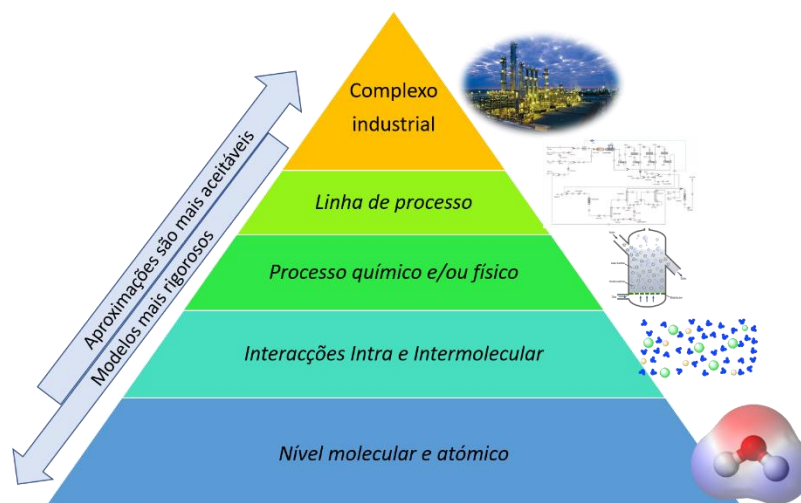 Complexo
industrial
Linha de processo
Processo químico e/ou físico
Interacções Intra e Intermolecular
Nível molecular e atómico
Aproximações são mais aceitáveis
Modelos mais rigorosos